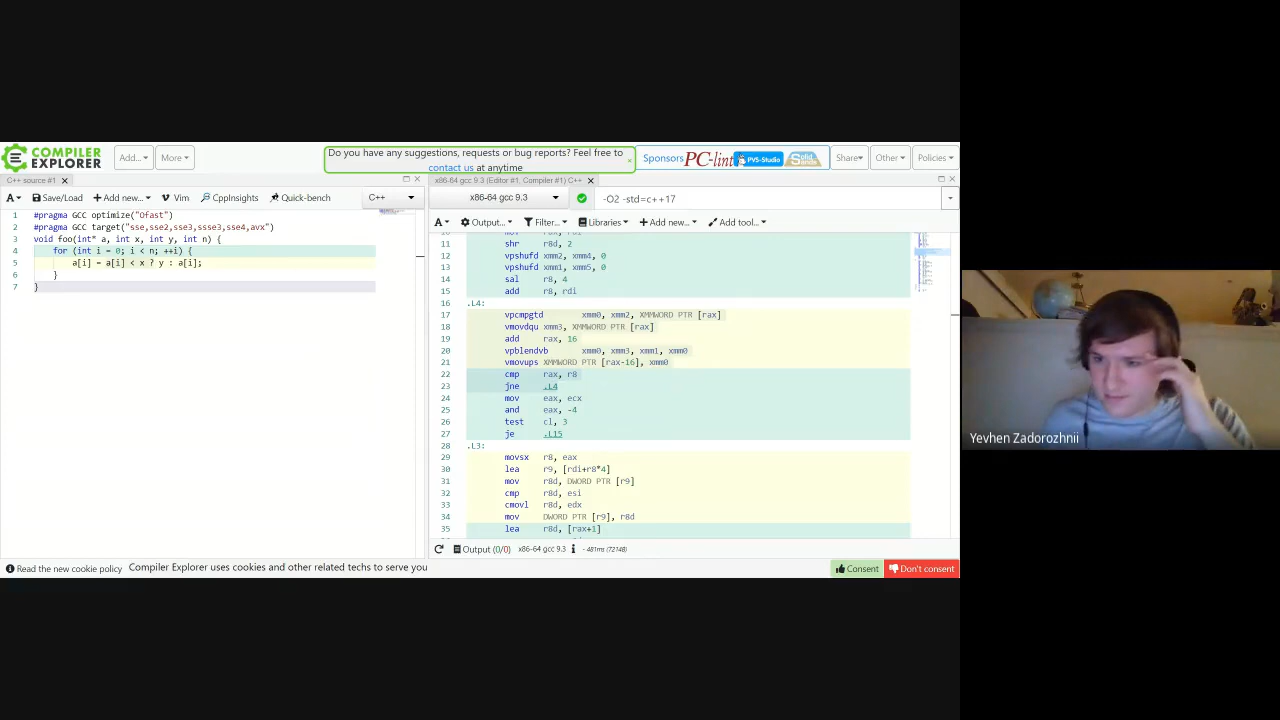 COMPILER
EXPLORER
Add...
More
Do you have any suggestions, requests or bug reports? Feel free to
contact us at anytime
Sponsors PC-lint PVS-Studio Solid Sands
Share
Other
Policies
C++ source #1
A
Save/Load
Add new...
Vim
CppInsights
Quick-bench
C++
1 #pragma GCC optimize("Ofast")
2 #pragma GCC target("sse,sse2,sse3,ssse3,sse4,avx")
3 void foo(int* a, int x, int y, int n) {
4 for (int i = 0; i < n; ++i) {
5 a[i] = a[i] < x ? y : a[i];
6 }
7 }
x86-64 gcc 9.3 (Editor #1, Compiler #1) C++
x86-64 gcc 9.3
-O2 -std=c++17
A
Output...
Filter...
Libraries
Add new...
Add tool...
11 shr r8d, 2
12 vpshufd xmm2, xmm4, 0
13 vpshufd xmm1, xmm5, 0
14 sal r8, 4
15 add r8, rdi
16 .L4:
17 vpcmpgtd xmm0, xmm2, XMMWORD PTR [rax]
18 vmovdqu xmm3, XMMWORD PTR [rax]
19 add rax, 16
20 vpblendvb xmm0, xmm3, xmm1, xmm0
21 vmovups XMMWORD PTR [rax-16], xmm0
22 cmp rax, r8
23 jne .L4
24 mov eax, ecx
25 and eax, -4
26 test cl, 3
27 je .L15
28 .L3:
29 movsx r8, eax
30 lea r9, [rdi+r8*4]
31 mov r8d, DWORD PTR [r9]
32 cmp r8d, esi
33 cmovl r8d, edx
34 mov DWORD PTR [r9], r8d
35 lea r8d, [rax+1]
Output (0/0) x86-64 gcc 9.3 i - 481ms (7214B)
Read the new cookie policy
Compiler Explorer uses cookies and other related techs to serve you
Consent
Don't consent
Yevhen Zadorozhnii